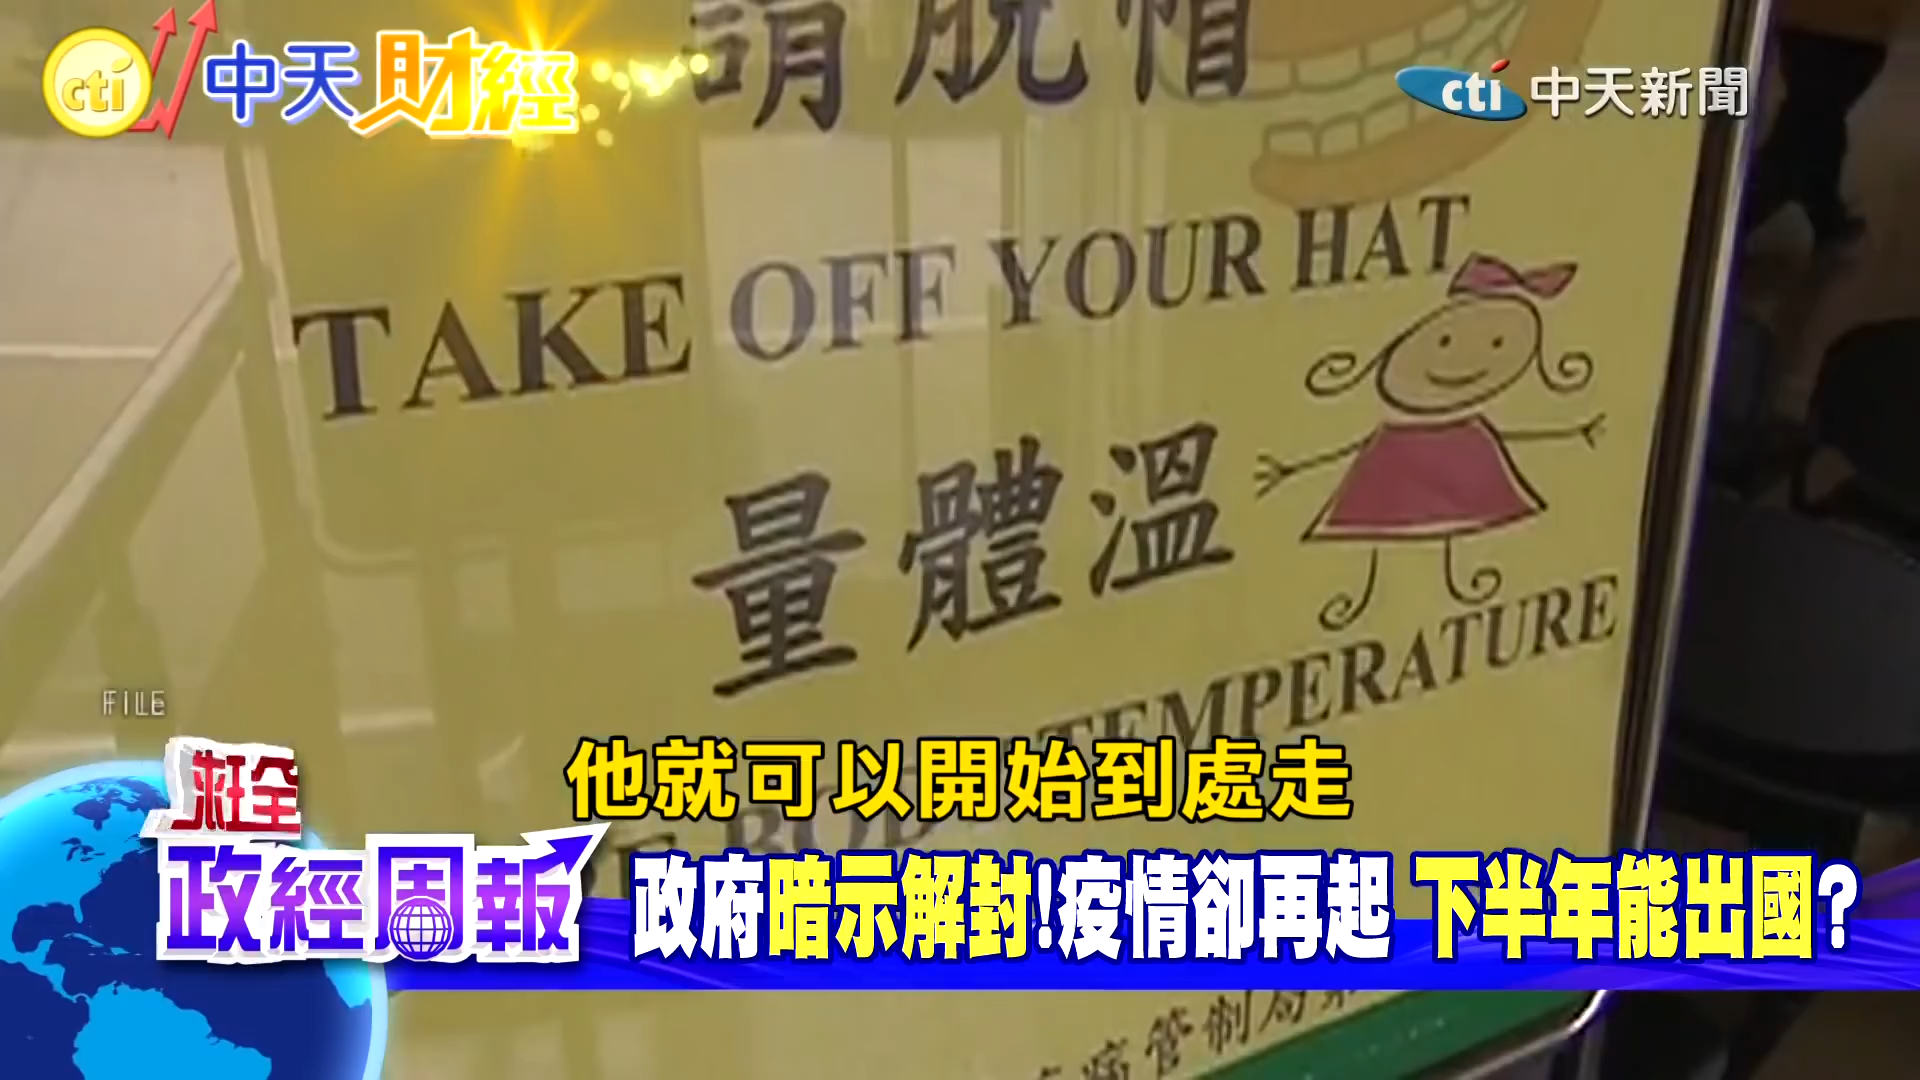 cti 中天財經
cti 中天新聞
請脫帽
TAKE OFF YOUR HAT
量體溫
TEMPERATURE
FILE
他就可以開始到處走
政經周報
政府暗示解封!疫情卻再起 下半年能出國?